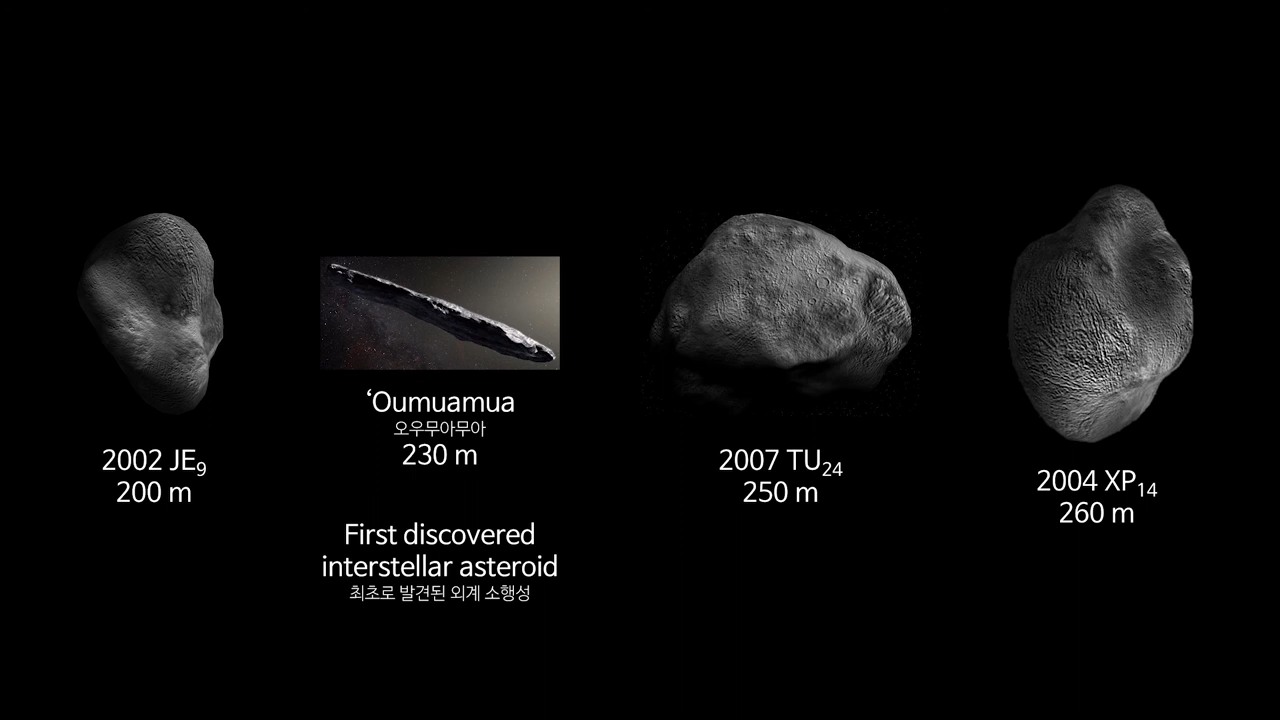 2002 JE₉
200 m
‘Oumuamua
오우무아무아
230 m
First discovered
interstellar asteroid
최초로 발견된 외계 소행성
2007 TU₂₄
250 m
2004 XP₁₄
260 m